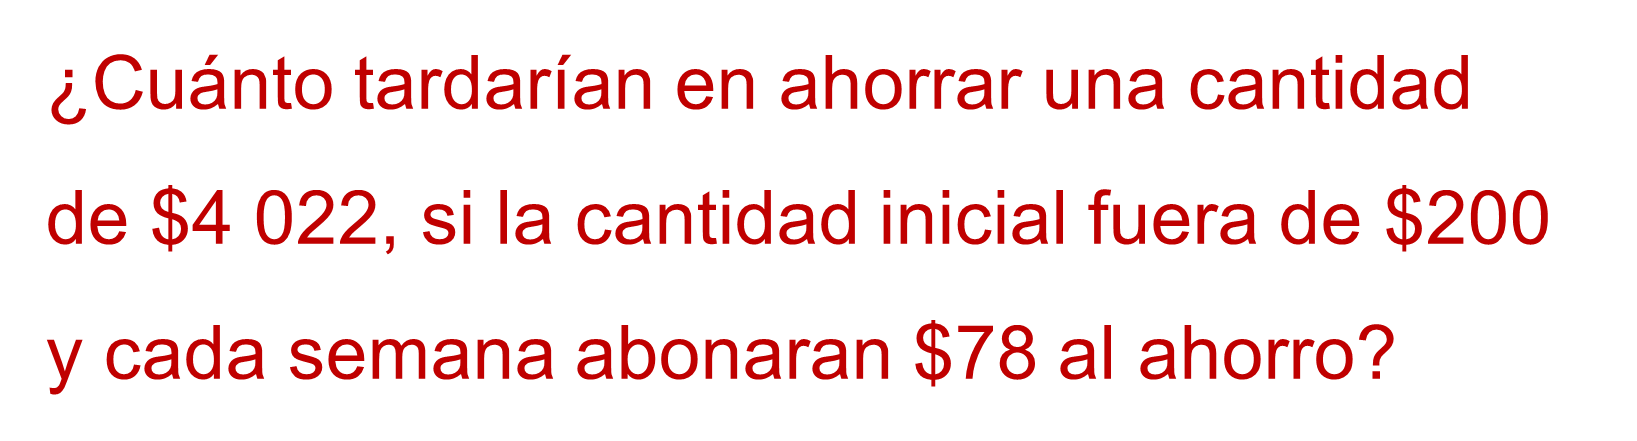 ¿Cuánto tardarían en ahorrar una cantidad
de $4 022, si la cantidad inicial fuera de $200
y cada semana abonaran $78 al ahorro?